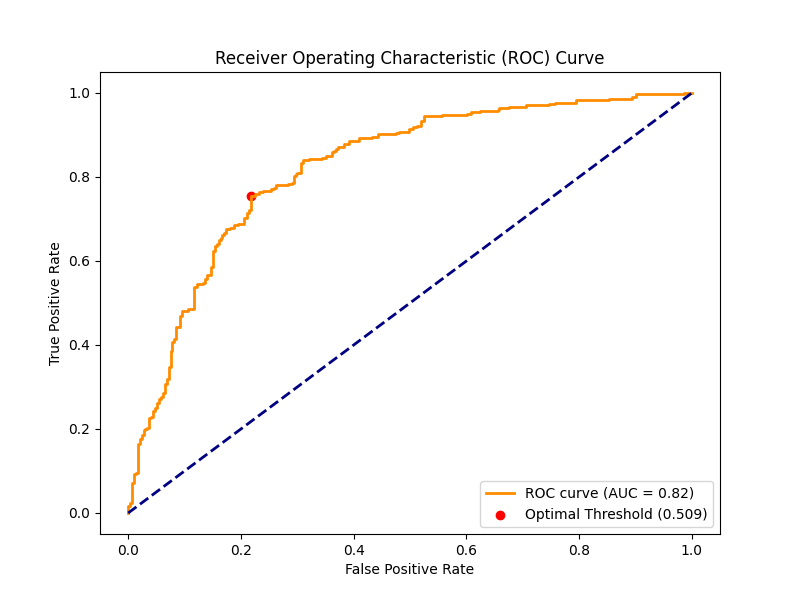 Receiver Operating Characteristic (ROC) Curve
True Positive Rate
1.0
0.8
0.6
0.4
0.2
0.0
ROC curve (AUC = 0.82)
Optimal Threshold (0.509)
0.0 0.2 0.4 0.6 0.8 1.0
False Positive Rate